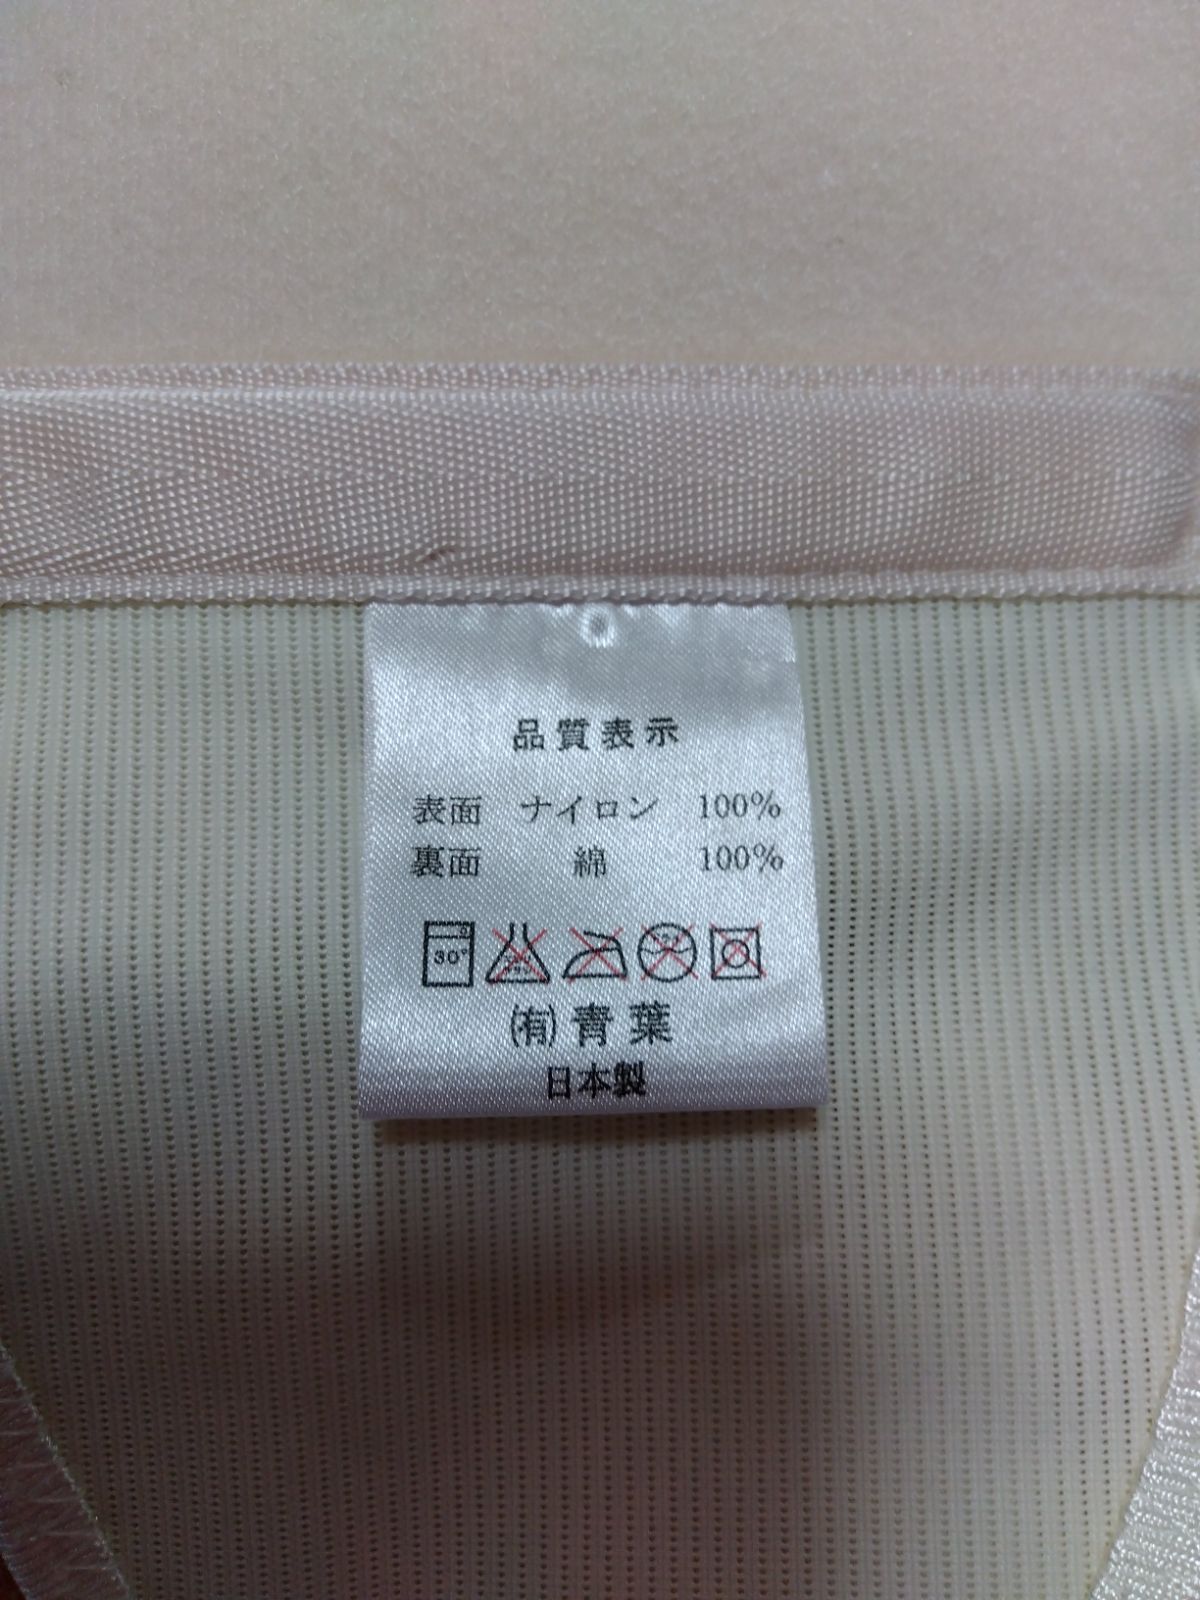 品質表示
表面 ナイロン 100%
裏面 綿 100%
30°
㈲ 青葉
日本製